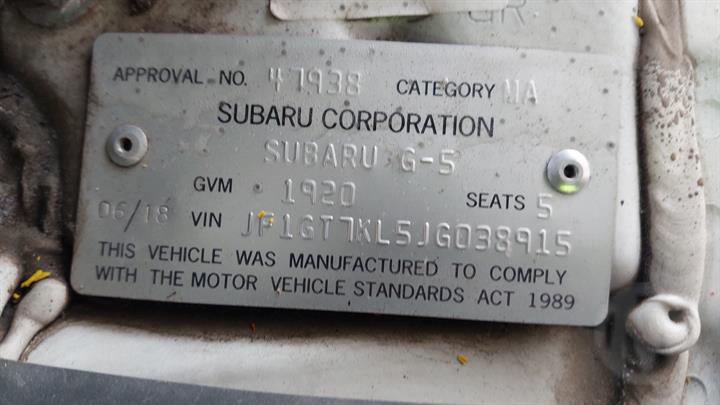 GR.
APPROVAL NO. 47938 CATEGORY MA
SUBARU CORPORATION
SUBARU G-5
GVM 1920 SEATS 5
06/18 VIN JF1GT7KL5JG038915
THIS VEHICLE WAS MANUFACTURED TO COMPLY
WITH THE MOTOR VEHICLE STANDARDS ACT 1989